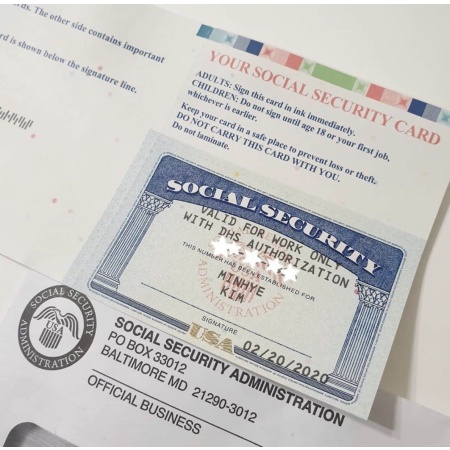 rds. The other side contains important
rd is shown below the signature line.
YOUR SOCIAL SECURITY CARD
ADULTS: Sign this card in ink immediately.
CHILDREN: Do not sign until age 18 or your first job,
whichever is earlier.
Keep your card in a safe place to prevent loss or theft.
DO NOT CARRY THIS CARD WITH YOU.
Do not laminate.
SOCIAL SECURITY
VALID FOR WORK ONLY
WITH DHS AUTHORIZATION
THIS NUMBER HAS BEEN ESTABLISHED FOR
MINHYE
KIM
ADMINISTRATION
SIGNATURE
USA
02/20/2020
SOCIAL SECURITY
USA
ADMINISTRATION
SOCIAL SECURITY ADMINISTRATION
PO BOX 33012
BALTIMORE MD 21290-3012
OFFICIAL BUSINESS